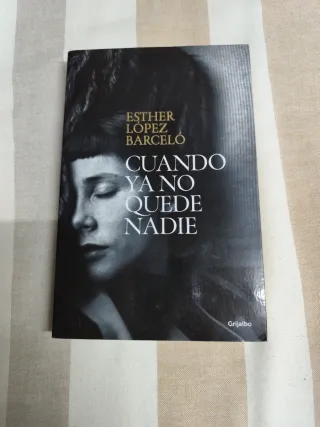 ESTHER
LÓPEZ
BARCELÓ
CUANDO
YA NO
QUEDE
NADIE
Grijalbo